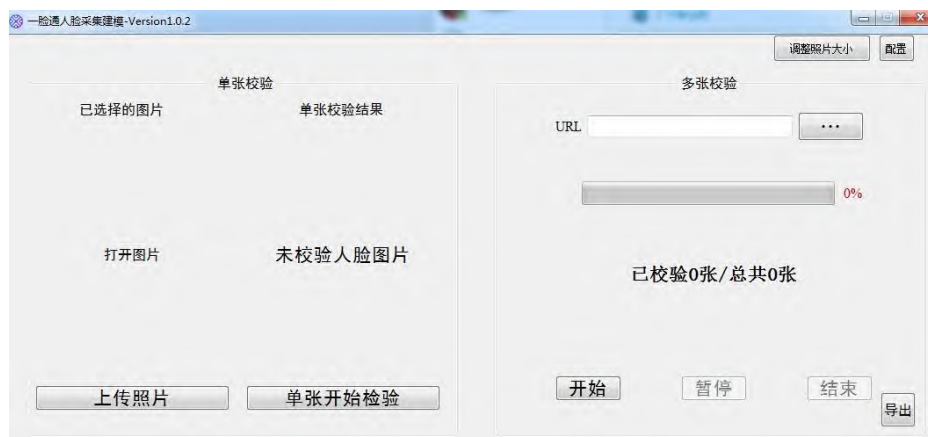 一脸通人脸采集建模-Version1.0.2
调整照片大小
配置
单张校验
已选择的图片
单张校验结果
打开图片
未校验人脸图片
上传照片
单张开始检验
多张校验
URL
...
0%
已校验0张/总共0张
开始
暂停
结束
导出